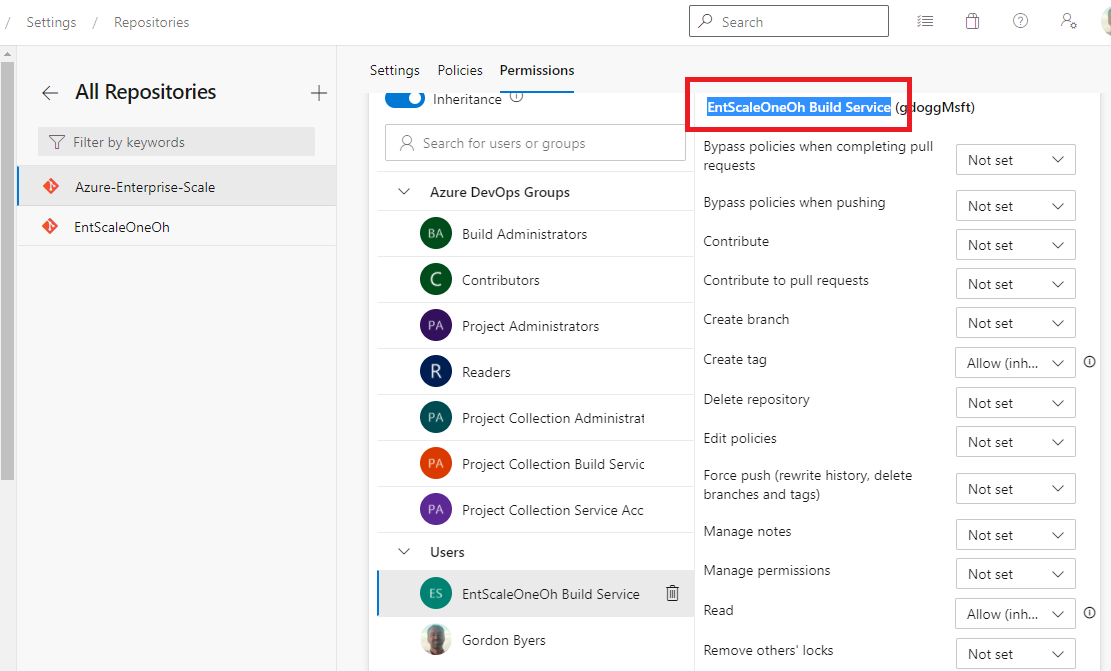 / Settings / Repositories
Search
All Repositories
Filter by keywords
Azure-Enterprise-Scale
EntScaleOneOh
Settings Policies Permissions
Inheritance
Search for users or groups
Azure DevOps Groups
BA Build Administrators
C Contributors
PA Project Administrators
R Readers
PA Project Collection Administrat
PA Project Collection Build Servic
PA Project Collection Service Acc
Users
ES EntScaleOneOh Build Service
Gordon Byers
EntScaleOneOh Build Service (gdoggMsft)
Bypass policies when completing pull
requests
Not set
Bypass policies when pushing
Not set
Contribute
Not set
Contribute to pull requests
Not set
Create branch
Not set
Create tag
Allow (inh...
Delete repository
Not set
Edit policies
Not set
Force push (rewrite history, delete
branches and tags)
Not set
Manage notes
Not set
Manage permissions
Not set
Read
Allow (inh...
Remove others' locks
Not set